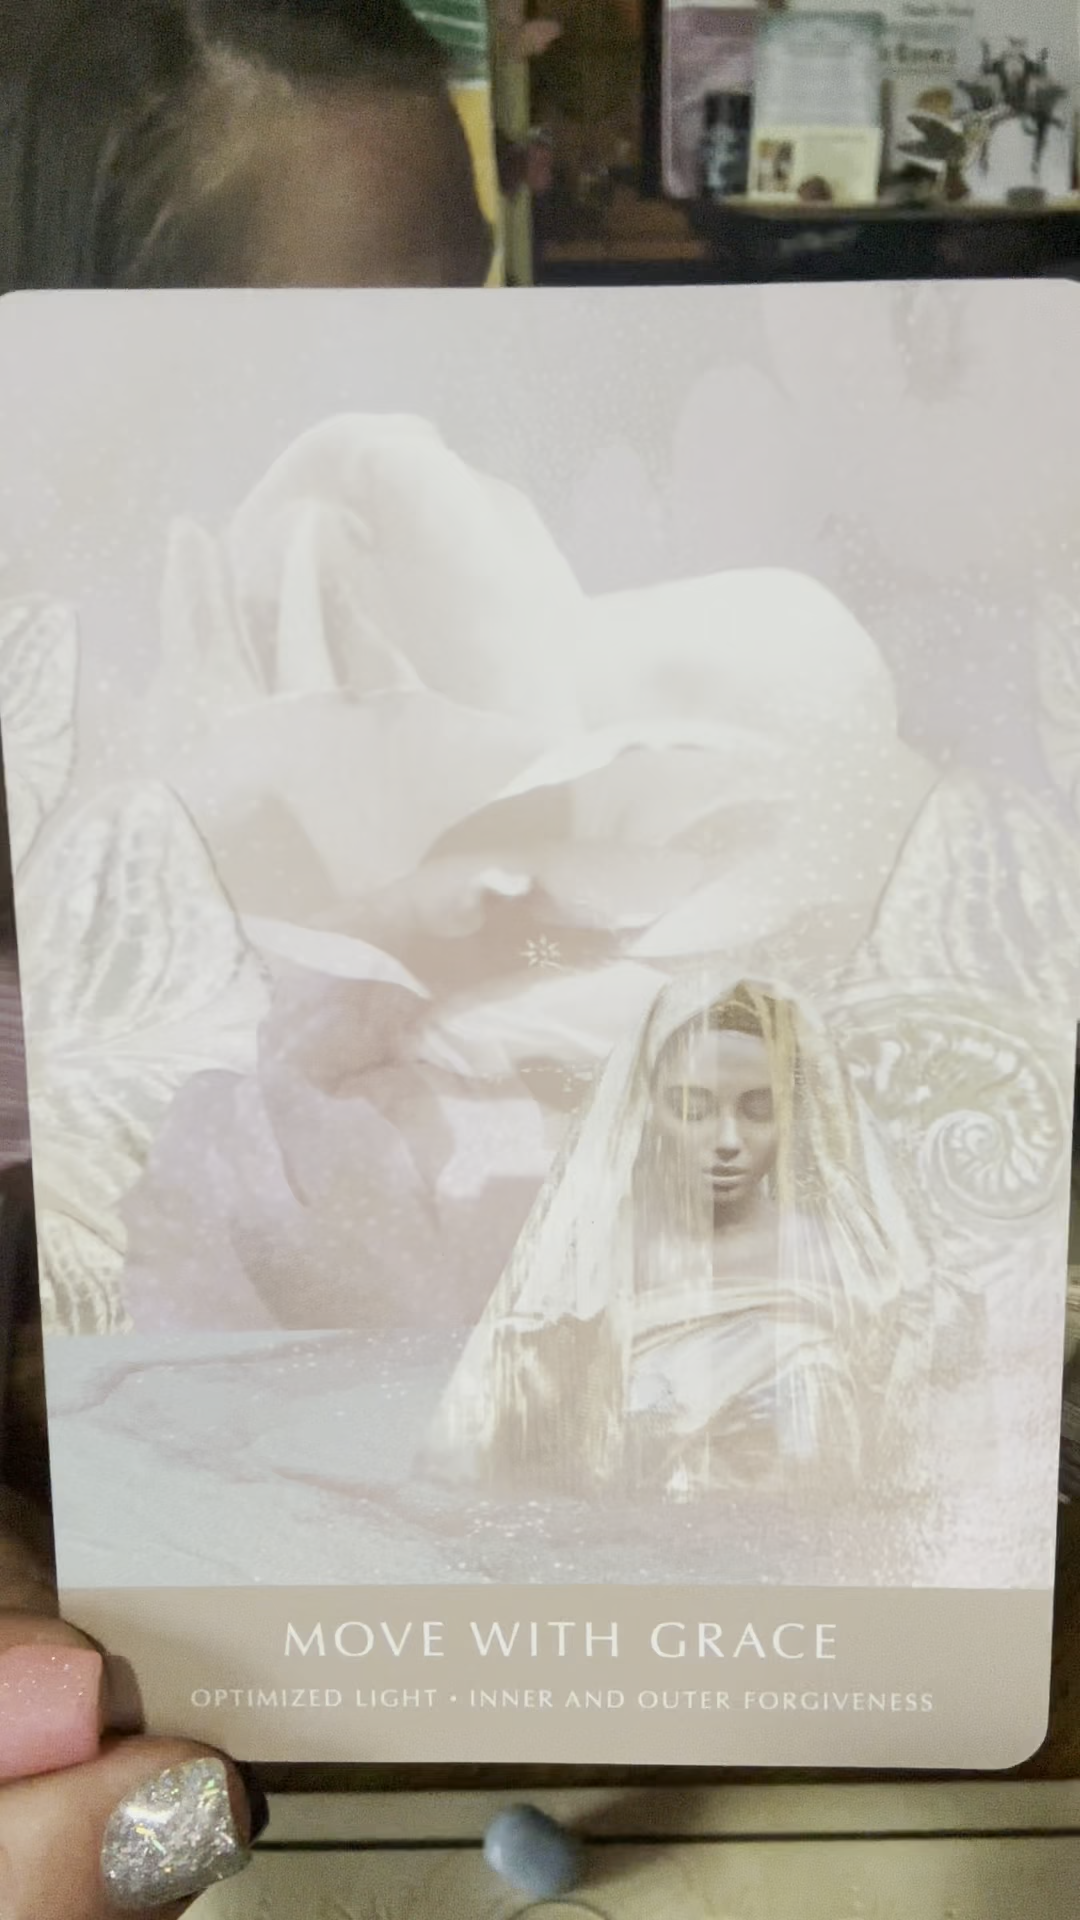 MOVE WITH GRACE
OPTIMIZED LIGHT • INNER AND OUTER FORGIVENESS